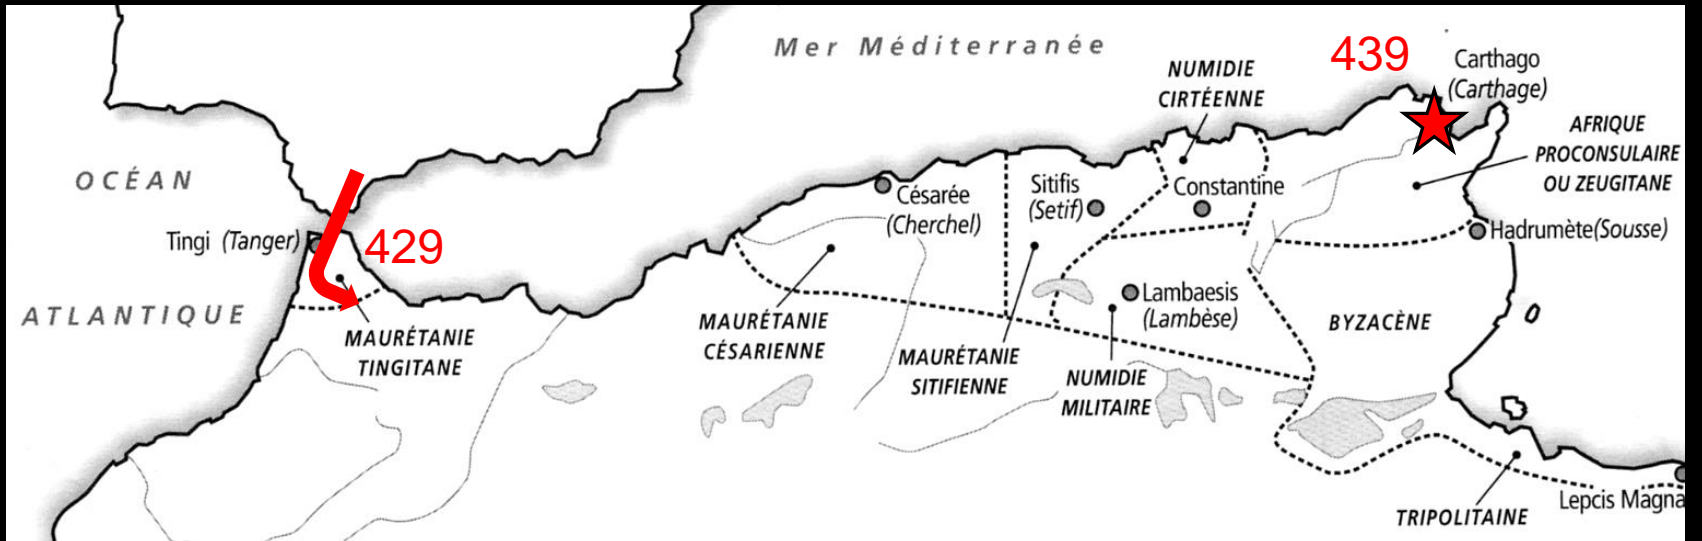 Mer Méditerranée
439
Carthago
(Carthage)
NUMIDIE
CIRTÉENNE
AFRIQUE
PROCONSULAIRE
OU ZEUGITANE
OCÉAN
Césarée
(Cherchel)
Sitifis
(Setif)
Constantine
Tingi (Tanger)
429
Hadrumète(Sousse)
ATLANTIQUE
MAURÉTANIE
TINGITANE
MAURÉTANIE
CÉSARIENNE
MAURÉTANIE
SITIFIENNE
Lambaesis
(Lambèse)
NUMIDIE
MILITAIRE
BYZACÈNE
Lepcis Magna
TRIPOLITAINE